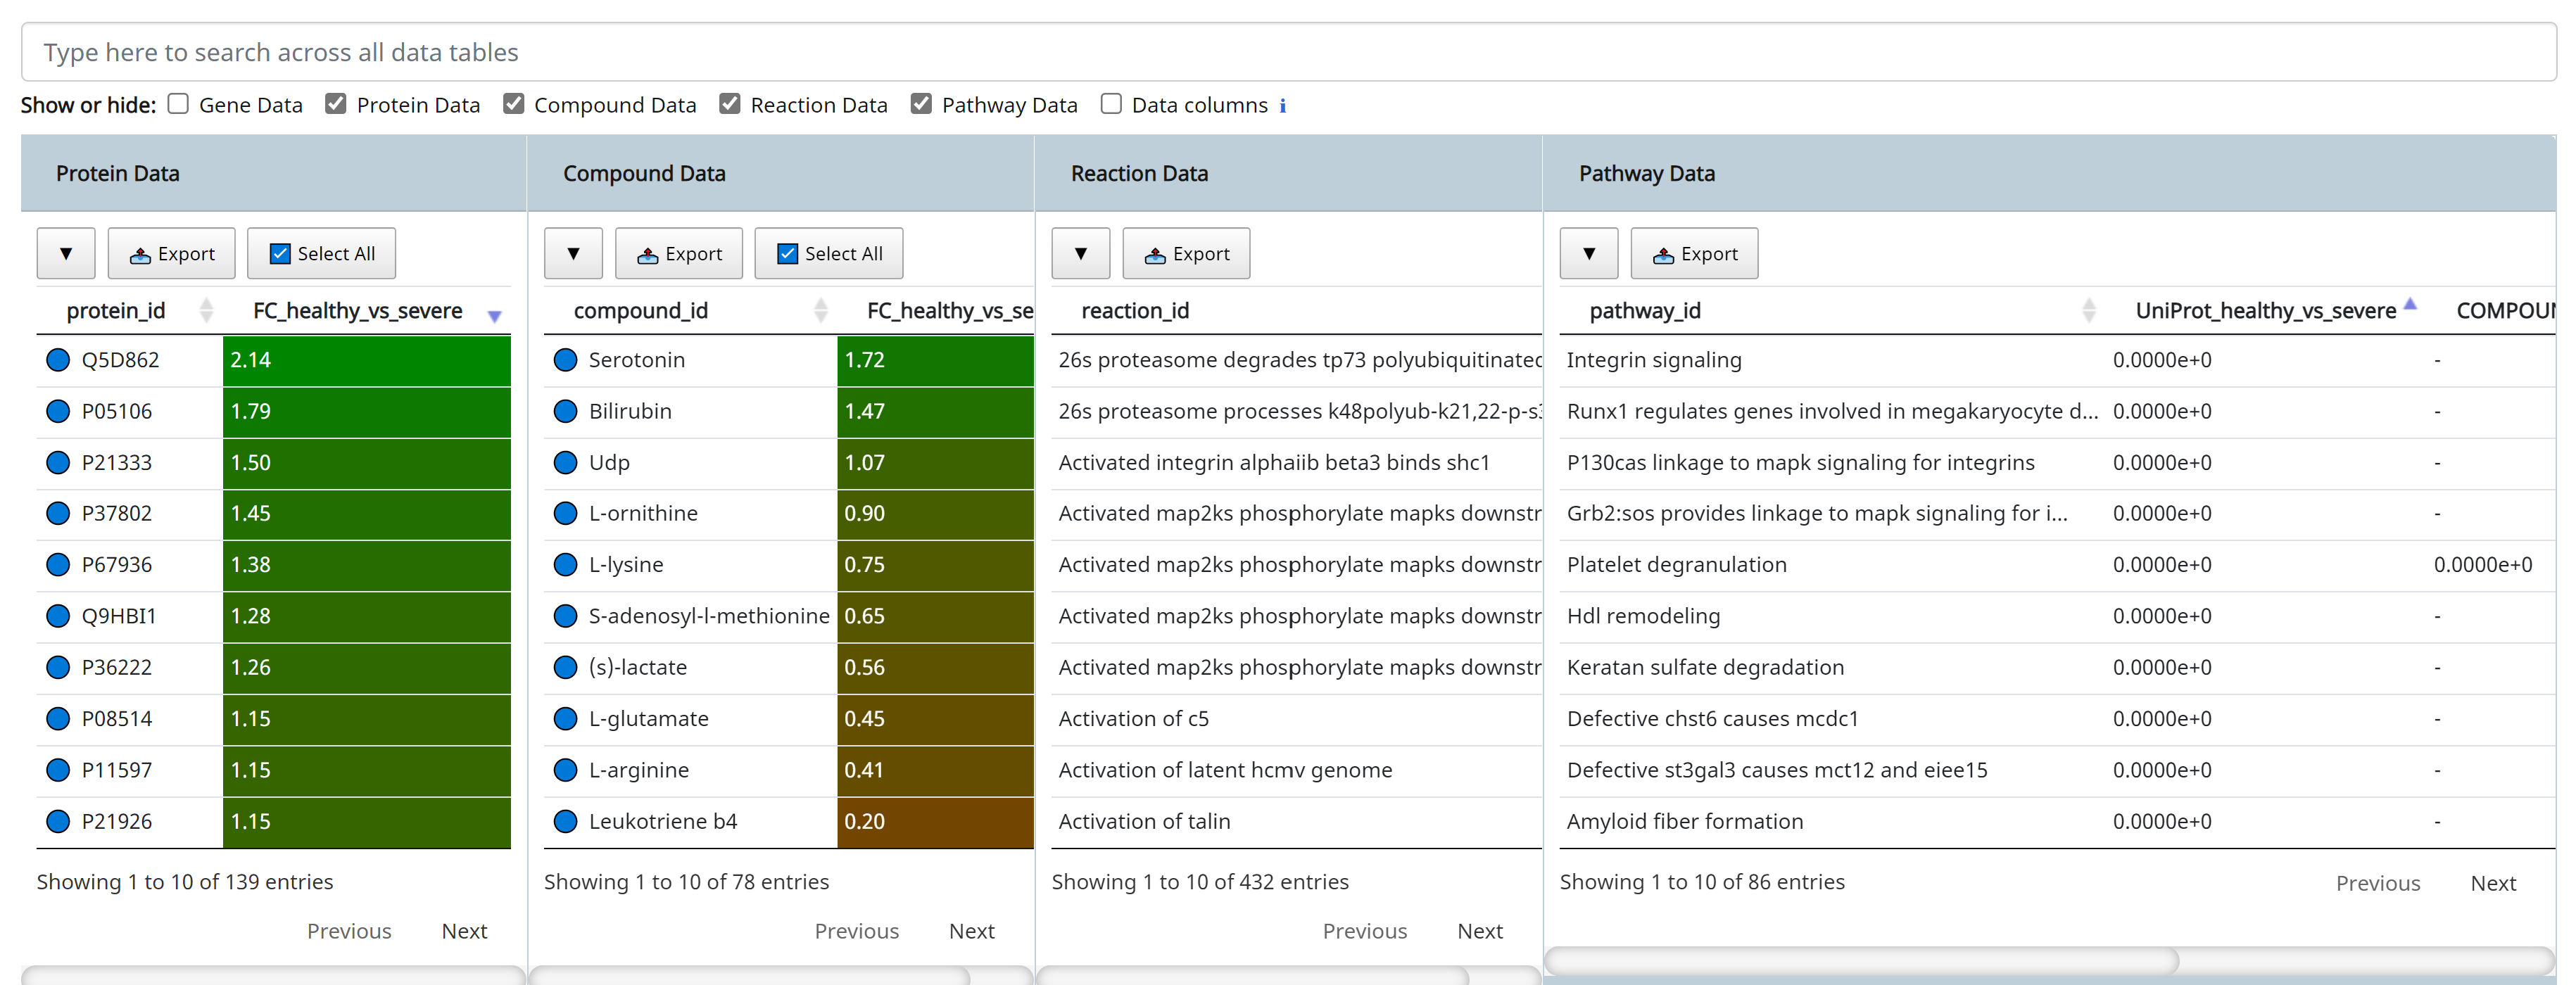 Type here to search across all data tables
Show or hide: Gene Data Protein Data Compound Data Reaction Data Pathway Data Data columns i
Protein Data
▼ Export Select All
protein_id FC_healthy_vs_severe
Q5D862 2.14
P05106 1.79
P21333 1.50
P37802 1.45
P67936 1.38
Q9HBI1 1.28
P36222 1.26
P08514 1.15
P11597 1.15
P21926 1.15
Showing 1 to 10 of 139 entries
Previous Next
Compound Data
▼ Export Select All
compound_id FC_healthy_vs_se
Serotonin 1.72
Bilirubin 1.47
Udp 1.07
L-ornithine 0.90
L-lysine 0.75
S-adenosyl-l-methionine 0.65
(s)-lactate 0.56
L-glutamate 0.45
L-arginine 0.41
Leukotriene b4 0.20
Showing 1 to 10 of 78 entries
Previous Next
Reaction Data
▼ Export
reaction_id
26s proteasome degrades tp73 polyubiquitinated
26s proteasome processes k48polyub-k21,22-p-s3
Activated integrin alphaiib beta3 binds shc1
Activated map2ks phosphorylate mapks downstr
Activated map2ks phosphorylate mapks downstr
Activated map2ks phosphorylate mapks downstr
Activated map2ks phosphorylate mapks downstr
Activation of c5
Activation of latent hcmv genome
Activation of talin
Showing 1 to 10 of 432 entries
Previous Next
Pathway Data
▼ Export
pathway_id UniProt_healthy_vs_severe COMPOUN
Integrin signaling 0.0000e+0 -
Runx1 regulates genes involved in megakaryocyte d... 0.0000e+0 -
P130cas linkage to mapk signaling for integrins 0.0000e+0 -
Grb2:sos provides linkage to mapk signaling for i... 0.0000e+0 -
Platelet degranulation 0.0000e+0 0.0000e+0
Hdl remodeling 0.0000e+0 -
Keratan sulfate degradation 0.0000e+0 -
Defective chst6 causes mcdc1 0.0000e+0 -
Defective st3gal3 causes mct12 and eiee15 0.0000e+0 -
Amyloid fiber formation 0.0000e+0 -
Showing 1 to 10 of 86 entries
Previous Next